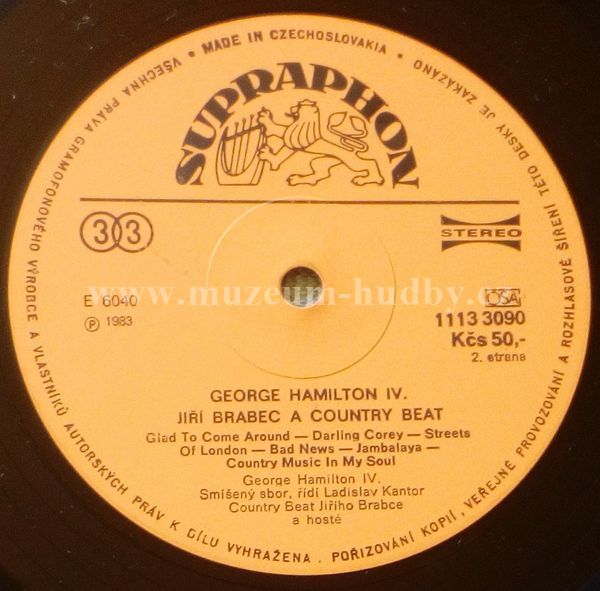 VŠECHNA PRÁVA GRAMOFONOVÉHO VÝROBCE A VLASTNÍKŮ AUTORSKÝCH PRÁV K DÍLU VYHRAŽENA. POŘIZOVÁNÍ KOPIÍ, VEŘEJNÉ PROVOZOVÁNÍ A ROZHLASOVÉ ŠÍŘENÍ TÉTO DESKY JE ZAKÁZÁNO • MADE IN CZECHOSLOVAKIA •
SUPRAPHON
33
STEREO
www.muzeum-hudby.cz
E 6040
OSA
℗ 1983
1113 3090
Kčs 50,-
2. strana
GEORGE HAMILTON IV.
JIŘÍ BRABEC A COUNTRY BEAT
Glad To Come Around — Darling Corey — Streets
Of London — Bad News — Jambalaya —
Country Music In My Soul
George Hamilton IV.
Smíšený sbor, řídí Ladislav Kantor
Country Beat Jiřího Brabce
a hosté